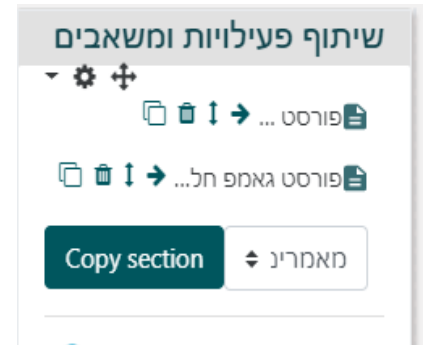 שיתוף פעילויות ומשאבים
פורסט ...
פורסט גאמפ חל...
מאמרינ
Copy section